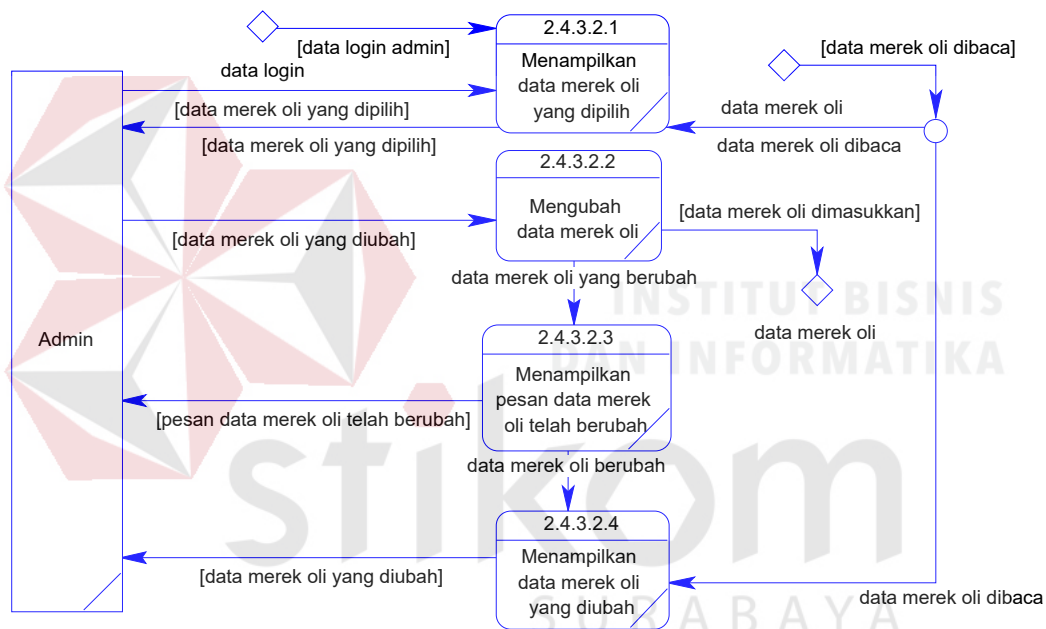 2.4.3.2.1
Menampilkan
data merek oli
yang dipilih
[data login admin]
data login
[data merek oli dibaca]
[data merek oli yang dipilih]
data merek oli
[data merek oli yang dipilih]
data merek oli dibaca
2.4.3.2.2
Mengubah
data merek oli
[data merek oli dimasukkan]
[data merek oli yang diubah]
data merek oli yang berubah
INSTITUT BISNIS
DAN INFORMATIKA
data merek oli
Admin
2.4.3.2.3
Menampilkan
pesan data merek
oli telah berubah
[pesan data merek oli telah berubah]
stikom
data merek oli berubah
2.4.3.2.4
Menampilkan
data merek oli
yang diubah
[data merek oli yang diubah]
data merek oli dibaca
SURABAYA